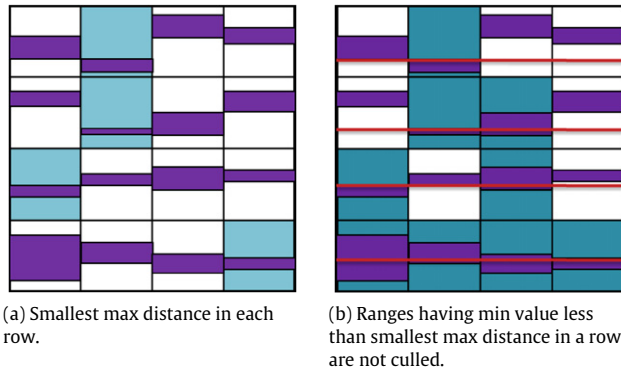 (a) Smallest max distance in each
row.
(b) Ranges having min value less
than smallest max distance in a row
are not culled.